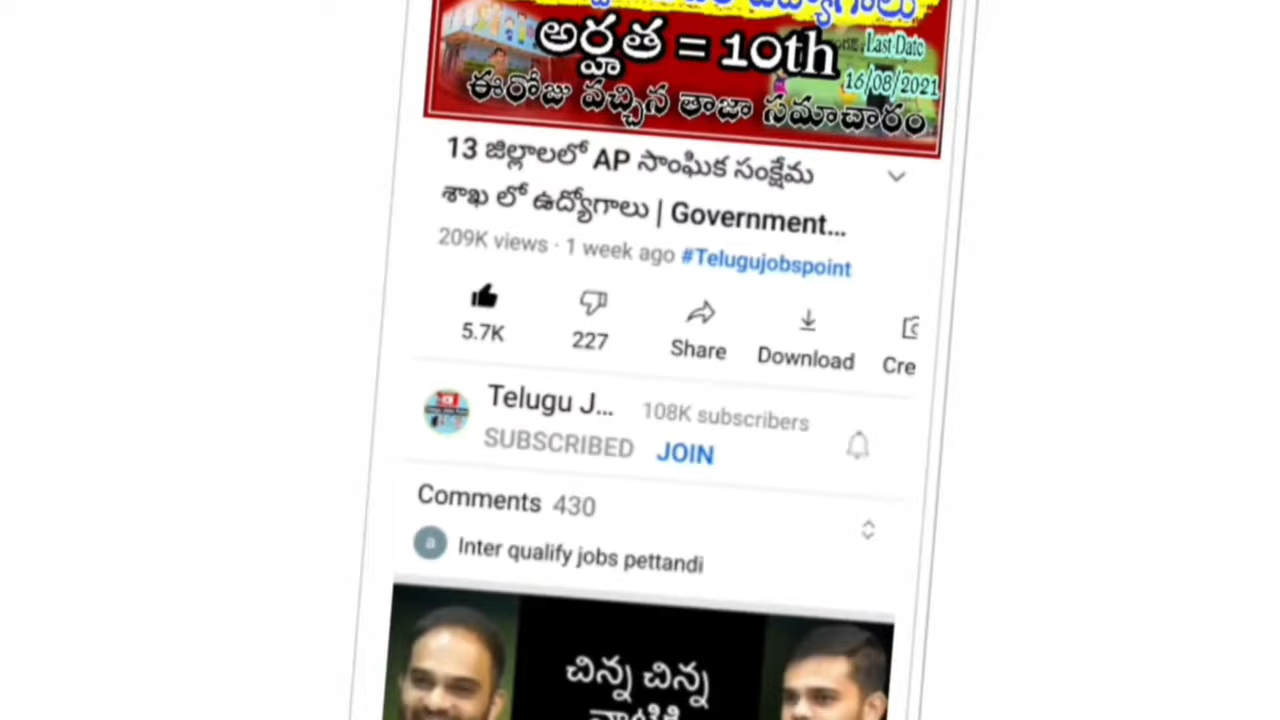 ఉద్యోగాలు
అర్హత = 10th
Last Date
16/08/2021
ఈరోజు వచ్చిన తాజా సమాచారం
13 జిల్లాలలో AP సాంఘిక సంక్షేమ
శాఖ లో ఉద్యోగాలు | Government...
209K views · 1 week ago #Telugujobspoint
5.7K
227
Share
Download
Cre
Telugu J... 108K subscribers
SUBSCRIBED JOIN
Comments 430
a Inter qualify jobs pettandi
చిన్న చిన్న